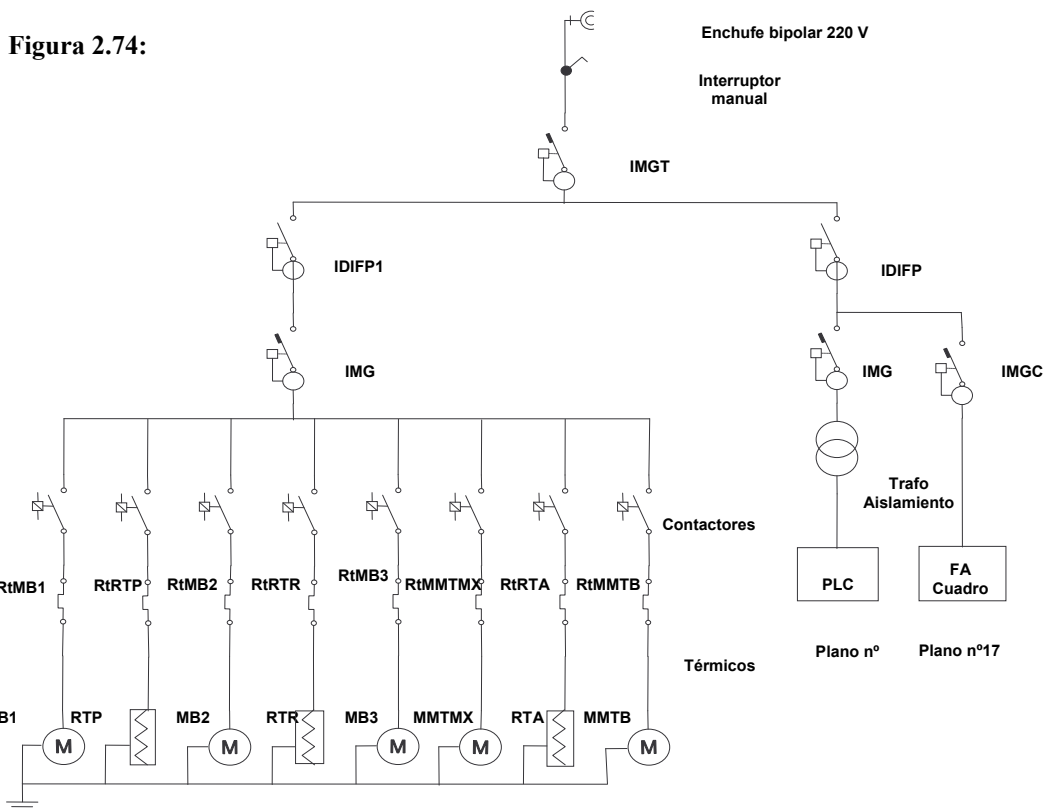 Figura 2.74:
Enchufe bipolar 220 V
Interruptor
manual
IMGT
IDIFP1
IDIFP
IMG
IMG
IMGC
Trafo
Aislamiento
Contactores
RtMB1
RtRTP
RtMB2
RtRTR
RtMB3
RtMMTMX
RtRTA
RtMMTB
PLC
FA
Cuadro
Plano nº
Plano nº17
Térmicos
B1
RTP
MB2
RTR
MB3
MMTMX
RTA
MMTB
M
M
M
M
M